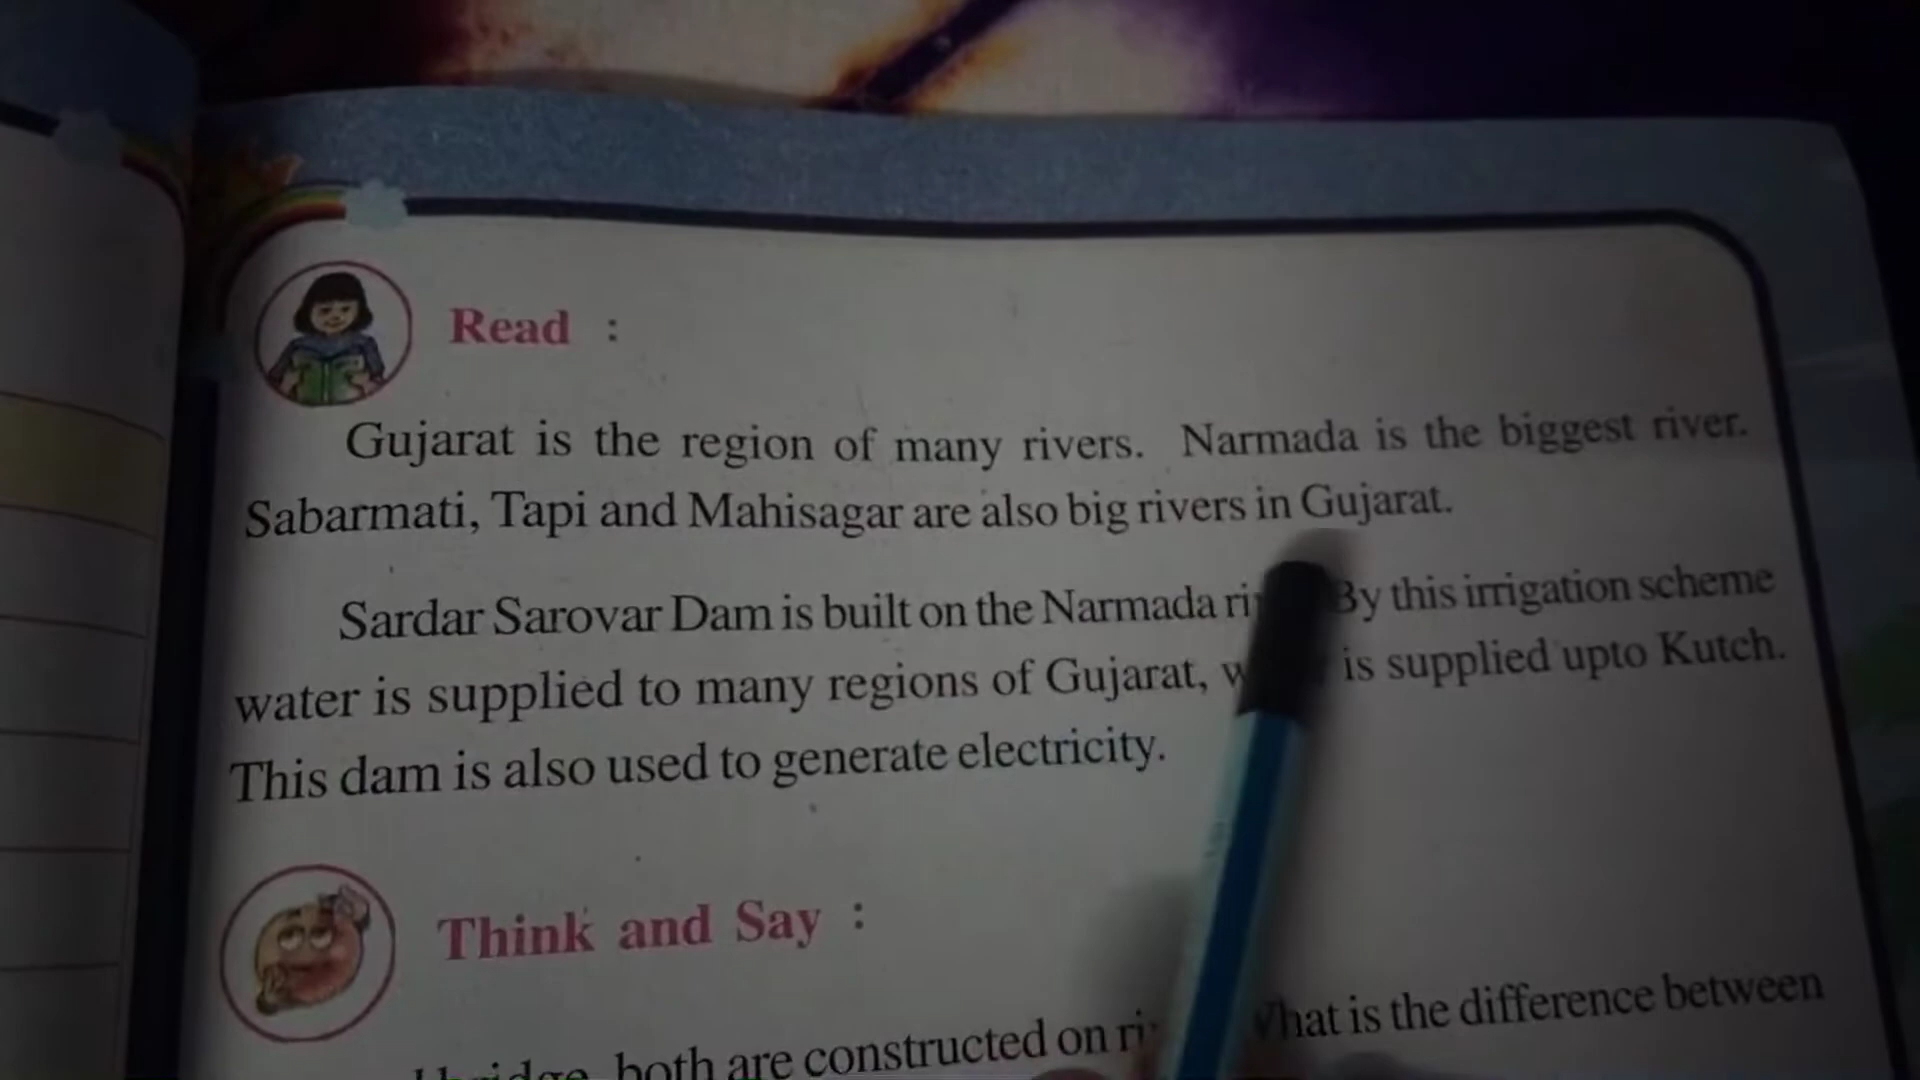 Read :
Gujarat is the region of many rivers. Narmada is the biggest river.
Sabarmati, Tapi and Mahisagar are also big rivers in Gujarat.
Sardar Sarovar Dam is built on the Narmada By this irrigation scheme
water is supplied to many regions of Gujarat, is supplied upto Kutch.
This dam is also used to generate electricity.
Think and Say :
bridge, both are constructed on What is the difference between